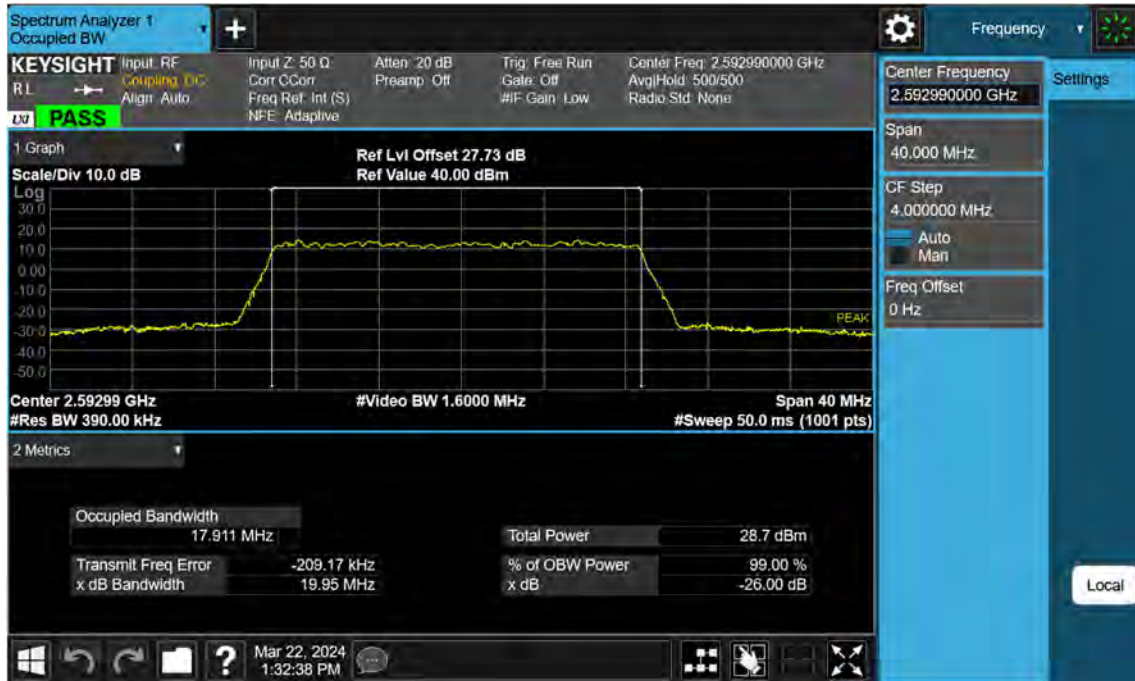 Spectrum Analyzer 1
Occupied BW
+
Frequency
KEYSIGHT
RL
LXI PASS
Input: RF
Coupling: DC
Align: Auto
Input Z: 50 Ω
Corr CCorr
Freq Ref: Int (S)
NFE: Adaptive
Atten: 20 dB
Preamp: Off
Trig: Free Run
Gate: Off
#IF Gain: Low
Center Freq: 2.592990000 GHz
Avg|Hold: 500/500
Radio Std: None
Center Frequency
2.592990000 GHz
Settings
Span
40.000 MHz
CF Step
4.000000 MHz
Auto
Man
Freq Offset
0 Hz
1 Graph
Scale/Div 10.0 dB
Ref Lvl Offset 27.73 dB
Ref Value 40.00 dBm
Log
30.0
20.0
10.0
0.00
-10.0
-20.0
-30.0
-40.0
-50.0
PEAK
Center 2.59299 GHz
#Res BW 390.00 kHz
#Video BW 1.6000 MHz
Span 40 MHz
#Sweep 50.0 ms (1001 pts)
2 Metrics
Occupied Bandwidth
17.911 MHz
Total Power 28.7 dBm
Transmit Freq Error -209.17 kHz
% of OBW Power 99.00 %
x dB Bandwidth 19.95 MHz
x dB -26.00 dB
Local
?
Mar 22, 2024
1:32:38 PM